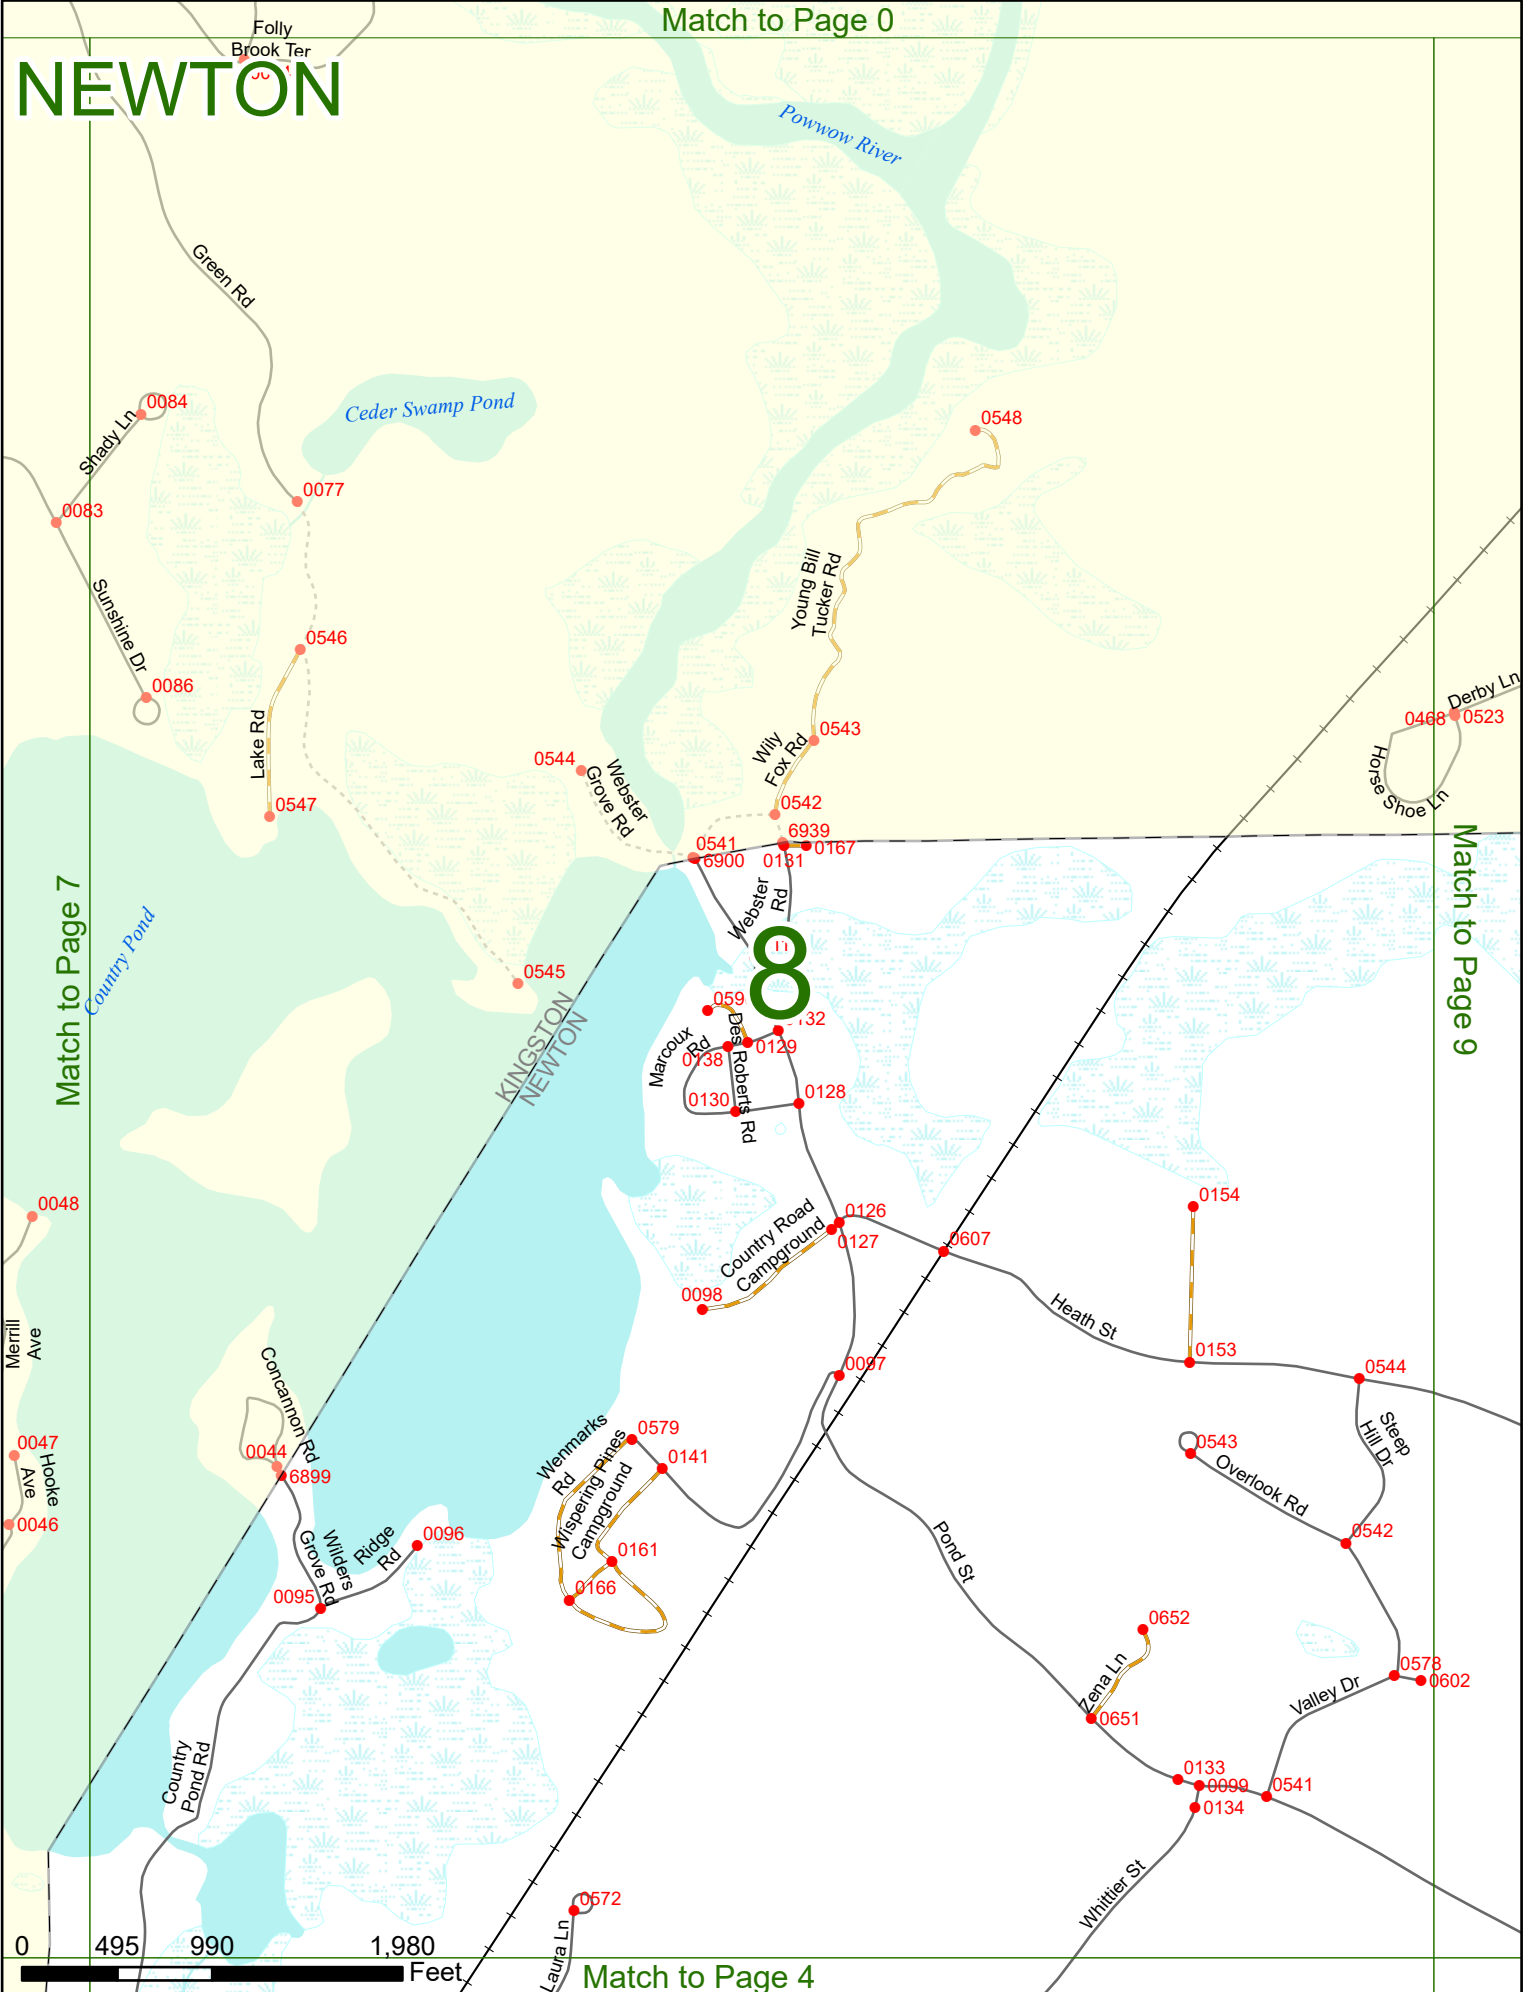 Match to Page 0
Folly
Brook Ter
NEWTON
Powwow River
Green Rd
Ceder Swamp Pond
0084
Shady Ln
0548
0077
0083
Young Bill
Tucker Rd
Sunshine Dr
0546
0086
Derby Ln
0468
0523
Lake Rd
0543
Wily
Fox Rd
0544
Webster
Grove Rd
Horse Shoe Ln
0547
0542
6939
0541
6900
0131
0167
Match to Page 7
Match to Page 9
Country Pond
Webster
Rd
8
0545
KINGSTON
NEWTON
059
0132
Marcoux
Rd
Des Roberts Rd
0138
0129
0130
0128
0048
0154
0126
0127
Country Road
Campground
0607
0098
Heath St
Merrill
Ave
Concannon Rd
0153
0097
0544
0579
Wenmarks
Rd
Wispering Pines
Campground
0141
0047
0044
6899
Hooke
Ave
0543
Overlook Rd
Steep
Hill Dr
0046
0096
Wilders
Grove Rd
Ridge
Rd
0542
Pond St
0161
0166
0095
0652
Zena Ln
0578
0602
Valley Dr
0651
Country
Pond Rd
0133
0099
0541
0134
Whittier St
0572
Laura Ln
0
495
990
1,980
Feet
Match to Page 4